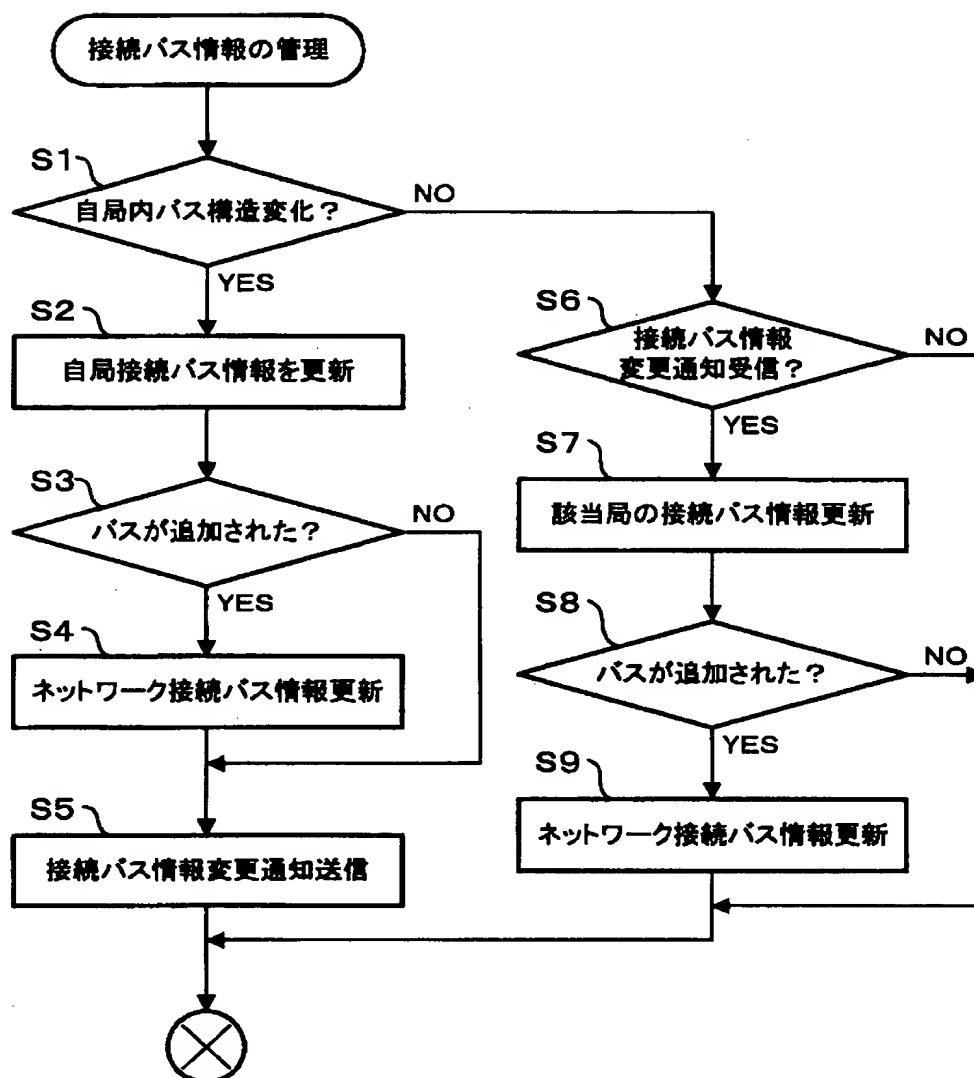 接続バス情報の管理
S1
自局内バス構造変化？
NO
YES
S2
自局接続バス情報を更新
S3
バスが追加された？
NO
YES
S4
ネットワーク接続バス情報更新
S5
接続バス情報変更通知送信
S6
接続バス情報
変更通知受信？
NO
YES
S7
該当局の接続バス情報更新
S8
バスが追加された？
NO
YES
S9
ネットワーク接続バス情報更新